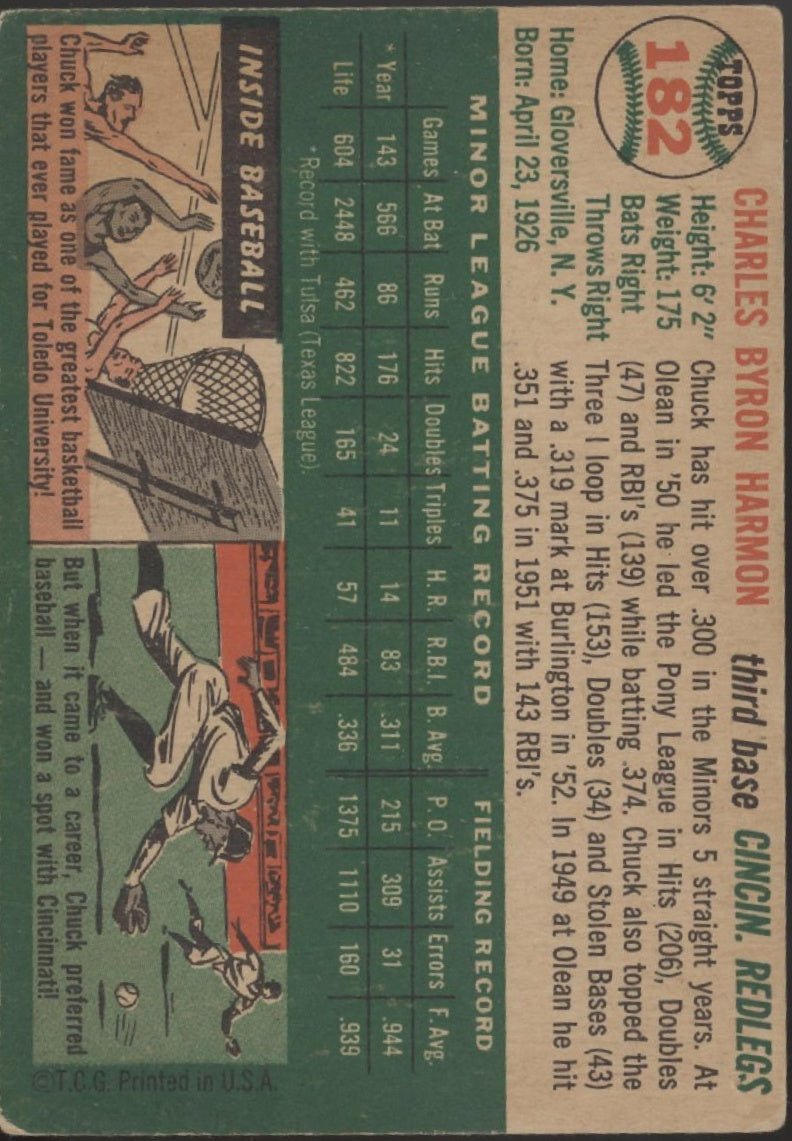 TOPPS
182
CHARLES BYRON HARMON third base CINCIN. REDLEGS
Height: 6' 2"
Weight: 175
Bats Right
Throws Right
Home: Gloversville, N. Y.
Born: April 23, 1926
Chuck has hit over .300 in the Minors 5 straight years. At
Olean in '50 he led the Pony League in Hits (206), Doubles
(47) and RBI's (139) while batting .374. Chuck also topped the
Three I loop in Hits (153), Doubles (34) and Stolen Bases (43)
with a .319 mark at Burlington in '52. In 1949 at Olean he hit
.351 and .375 in 1951 with 143 RBI's.
MINOR LEAGUE BATTING RECORD FIELDING RECORD
Games At Bat Runs Hits Doubles Triples H. R. R.B.I. B. Avg. P. O. Assists Errors F. Avg.
* Year 143 566 86 176 24 11 14 83 .311 215 309 31 .944
Life 604 2448 462 822 165 41 57 484 .336 1375 1110 160 .939
*Record with Tulsa (Texas League).
INSIDE BASEBALL
Chuck won fame as one of the greatest basketball
players that ever played for Toledo University!
But when it came to a career, Chuck preferred
baseball — and won a spot with Cincinnati!
©T.C.G. Printed in U.S.A.